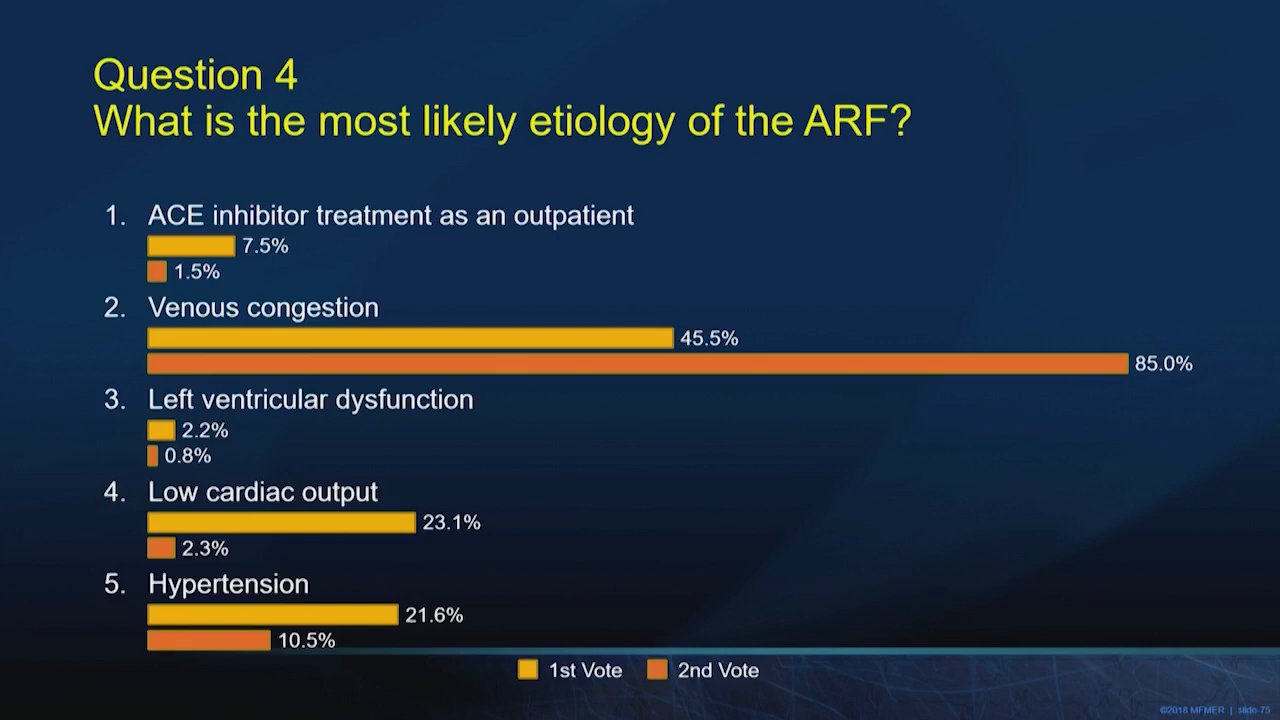 Question 4
What is the most likely etiology of the ARF?
1. ACE inhibitor treatment as an outpatient
7.5%
1.5%
2. Venous congestion
45.5%
85.0%
3. Left ventricular dysfunction
2.2%
0.8%
4. Low cardiac output
23.1%
2.3%
5. Hypertension
21.6%
10.5%
1st Vote 2nd Vote
©2018 MFMER | slide-75